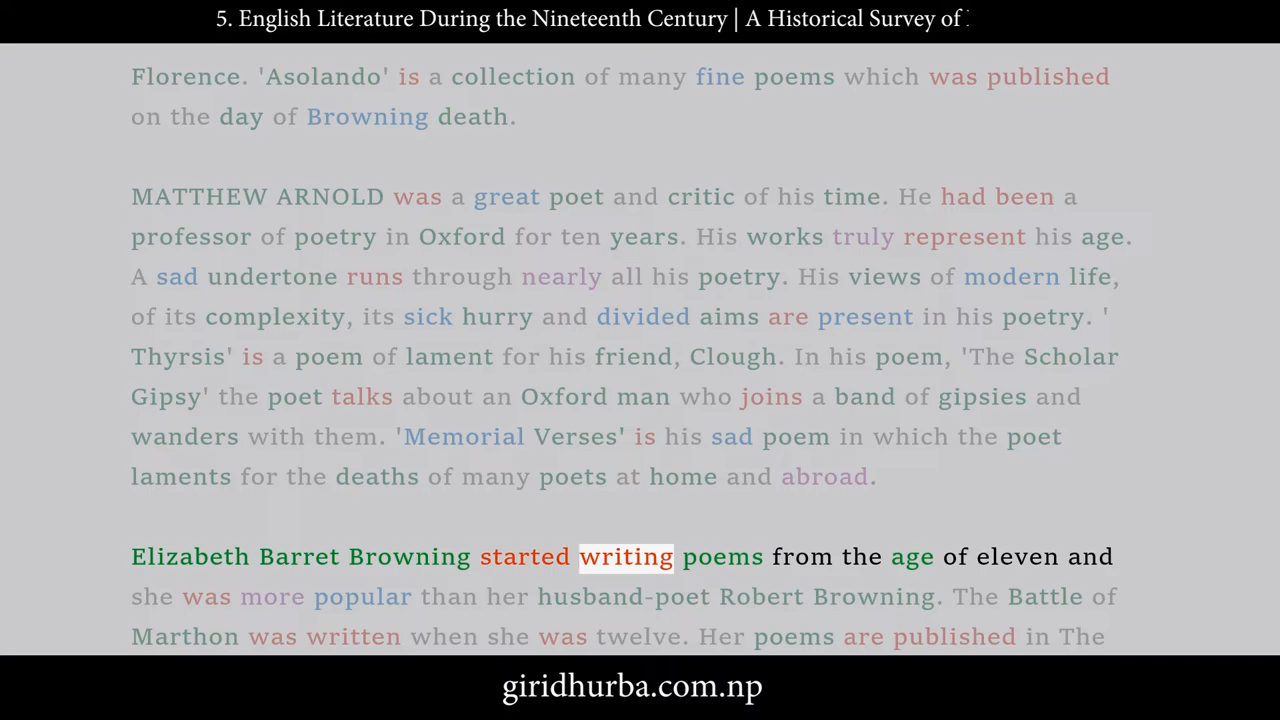 5. English Literature During the Nineteenth Century | A Historical Survey of
Florence. 'Asolando' is a collection of many fine poems which was published
on the day of Browning death.
MATTHEW ARNOLD was a great poet and critic of his time. He had been a
professor of poetry in Oxford for ten years. His works truly represent his age.
A sad undertone runs through nearly all his poetry. His views of modern life,
of its complexity, its sick hurry and divided aims are present in his poetry. '
Thyrsis' is a poem of lament for his friend, Clough. In his poem, 'The Scholar
Gipsy' the poet talks about an Oxford man who joins a band of gipsies and
wanders with them. 'Memorial Verses' is his sad poem in which the poet
laments for the deaths of many poets at home and abroad.
Elizabeth Barret Browning started writing poems from the age of eleven and
she was more popular than her husband-poet Robert Browning. The Battle of
Marthon was written when she was twelve. Her poems are published in The
giridhurba.com.np